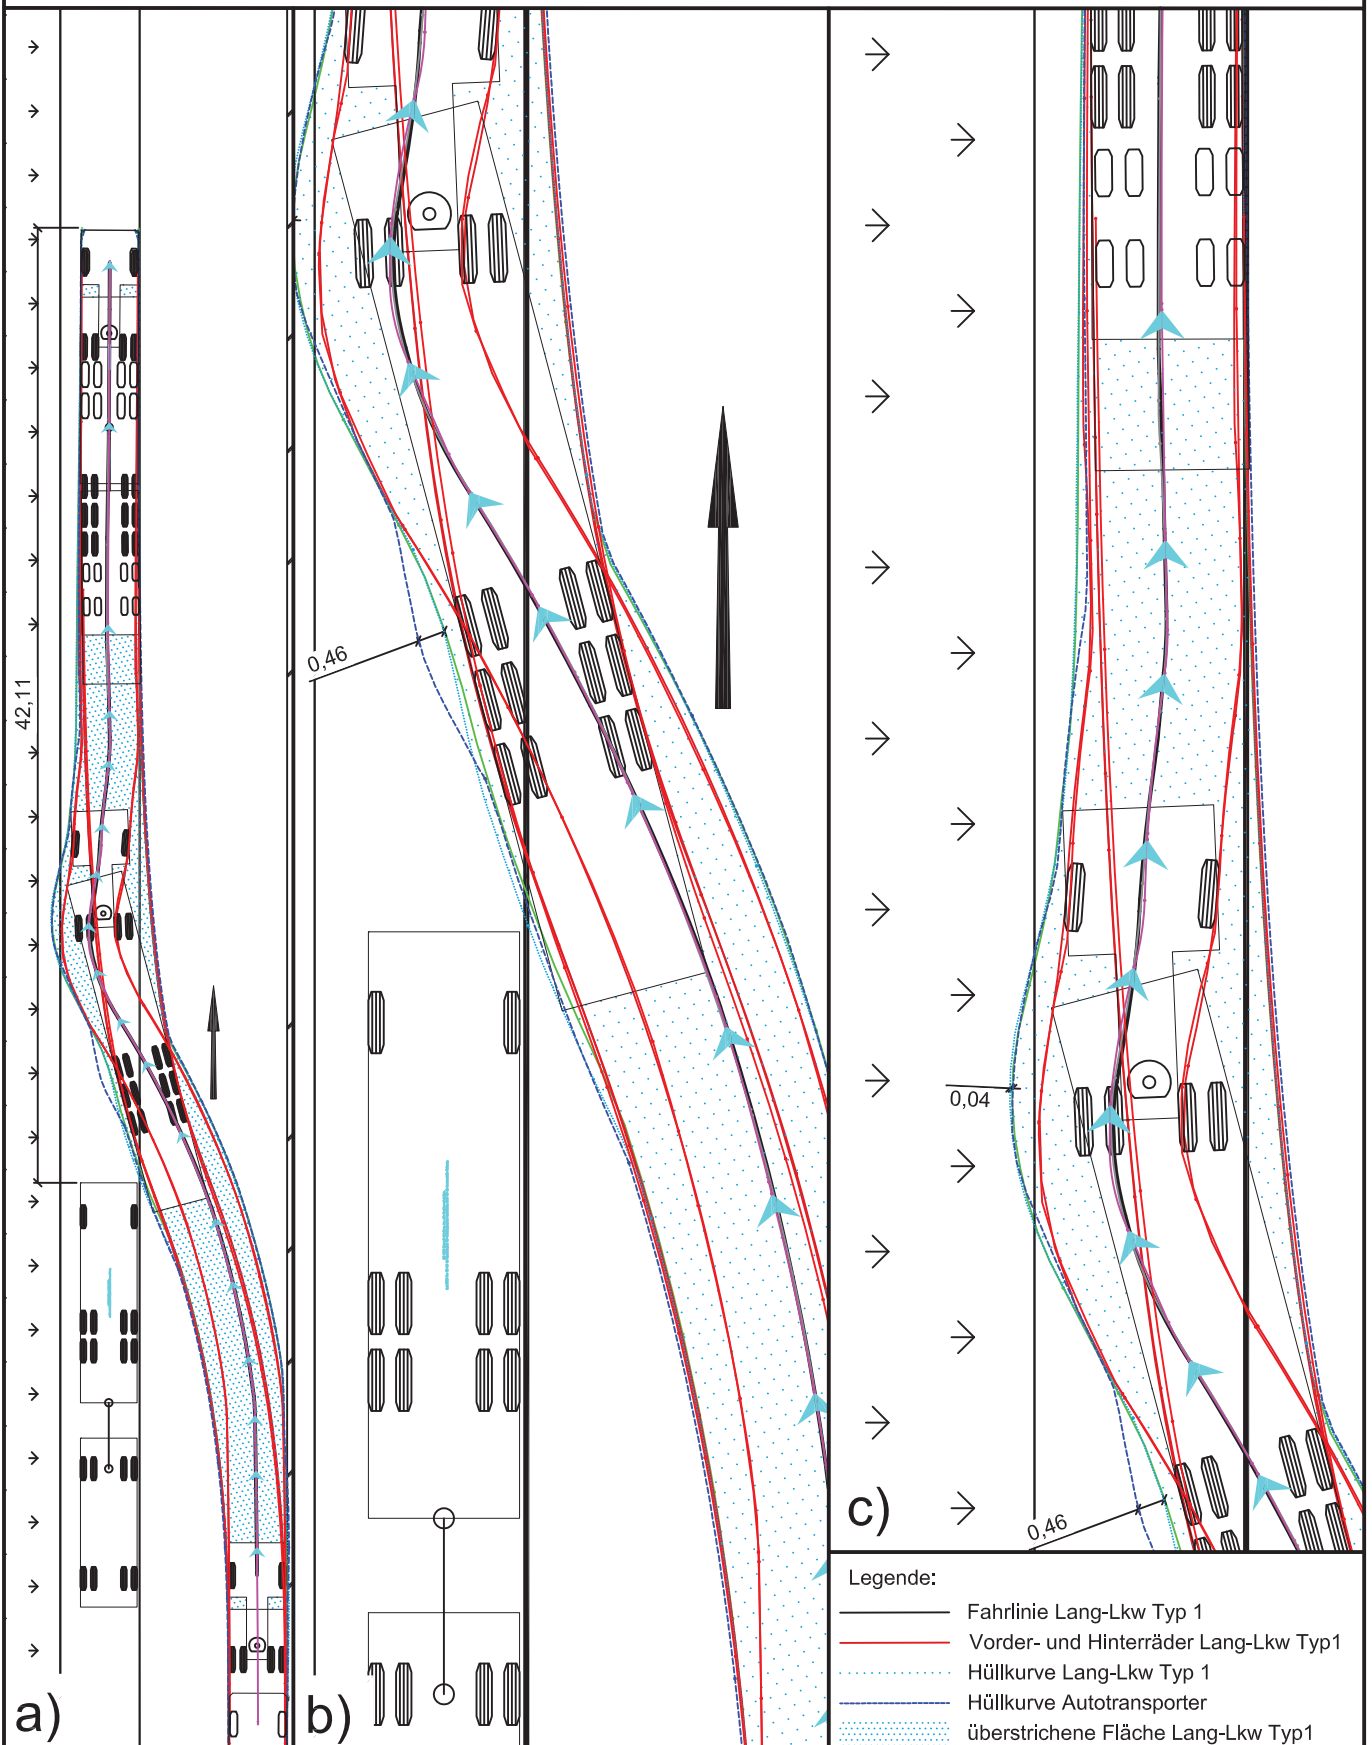 42,11
a)
0,46
b)
0,04
0,46
c)
Legende:
Fahrlinie Lang-Lkw Typ 1
Vorder- und Hinterräder Lang-Lkw Typ1
Hüllkurve Lang-Lkw Typ 1
Hüllkurve Autotransporter
überstrichene Fläche Lang-Lkw Typ1